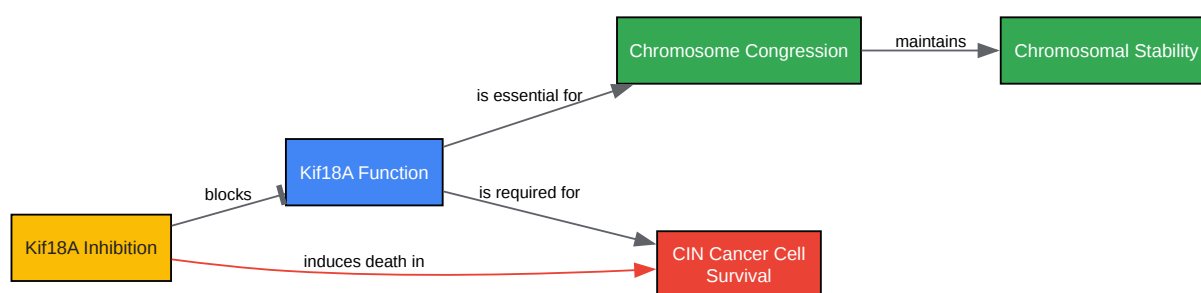 Chromosome Congression
maintains
Chromosomal Stability
is essential for
Kif18A Function
blocks
is required for
Kif18A Inhibition
induces death in
CIN Cancer Cell
Survival